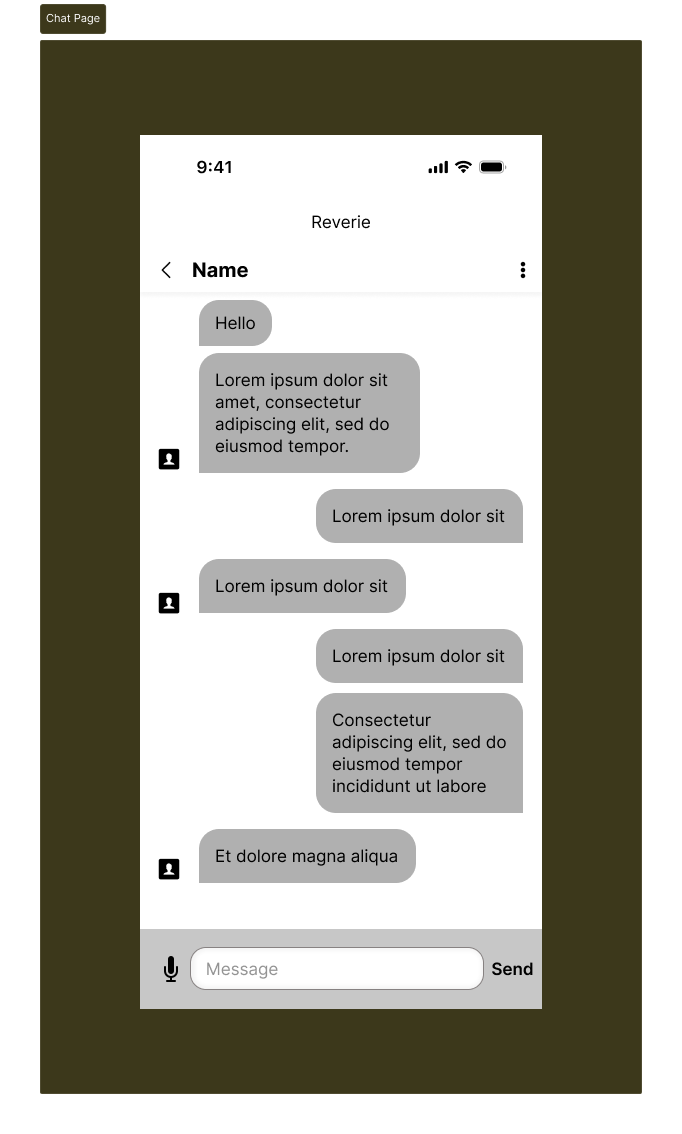 Chat Page
9:41
Reverie
Name
Hello
Lorem ipsum dolor sit
amet, consectetur
adipiscing elit, sed do
eiusmod tempor.
Lorem ipsum dolor sit
Lorem ipsum dolor sit
Lorem ipsum dolor sit
Consectetur
adipiscing elit, sed do
eiusmod tempor
incididunt ut labore
Et dolore magna aliqua
Message
Send